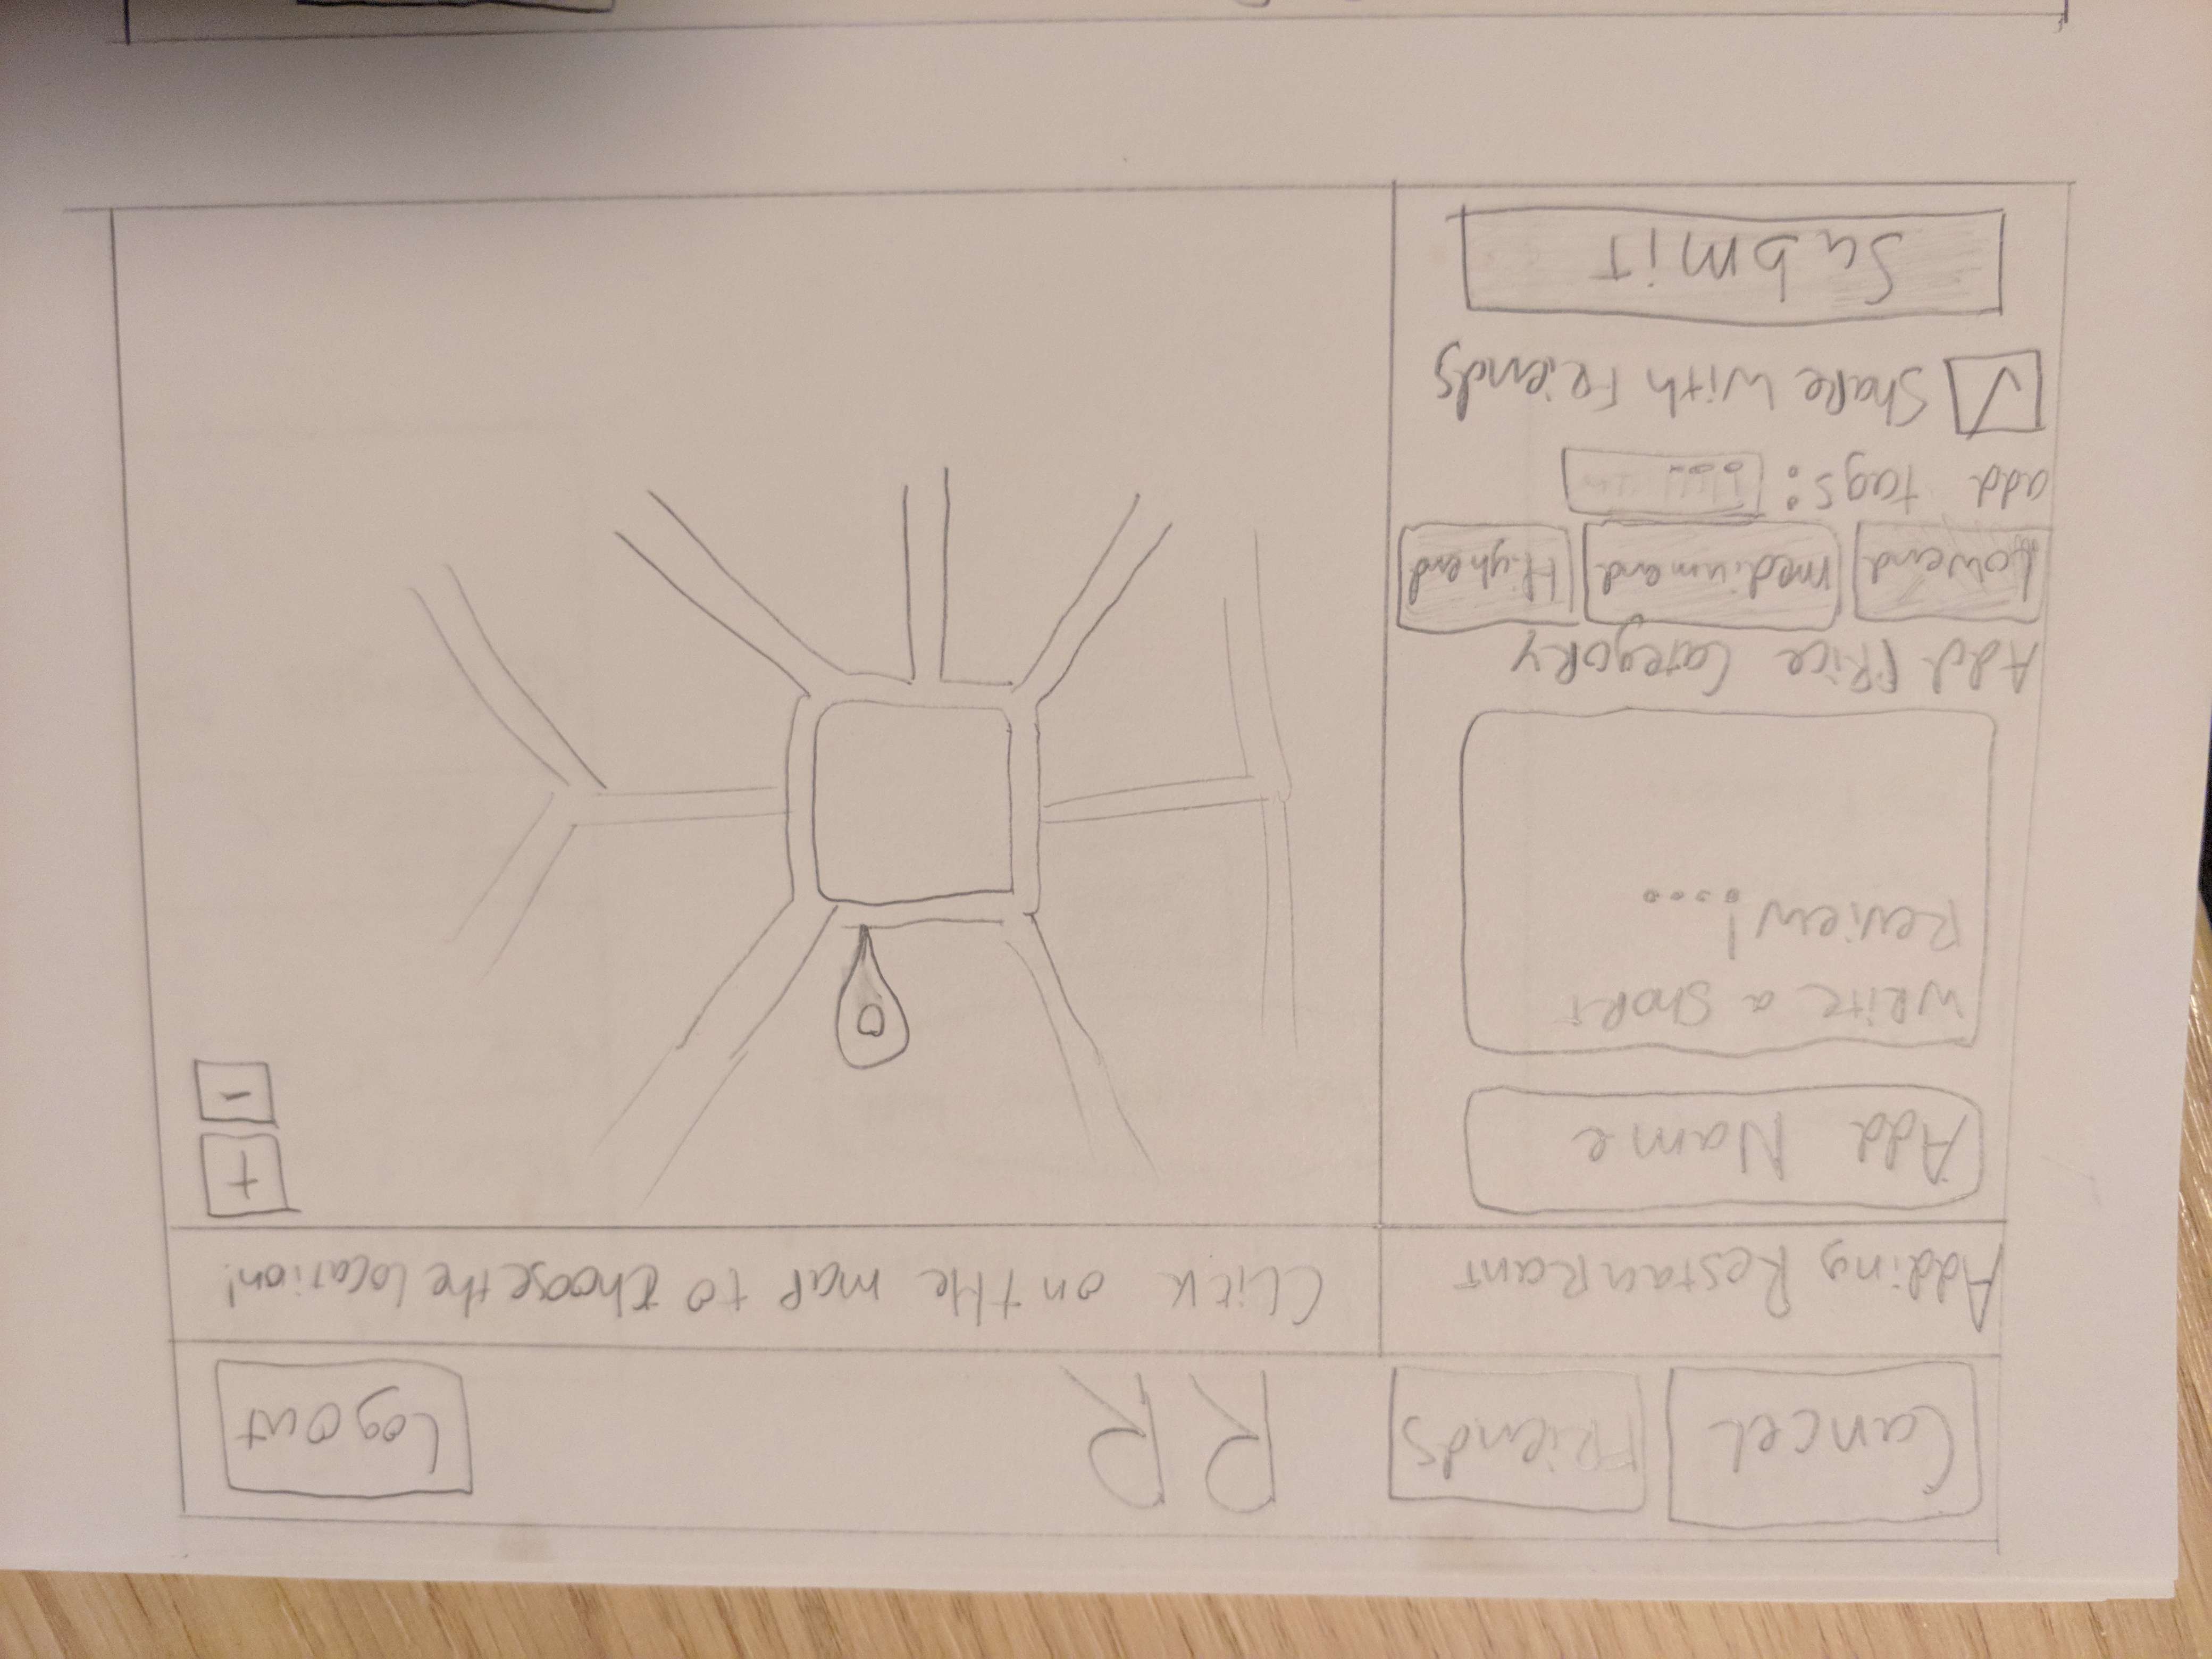 Cancel Friends RR Logout
Adding Restaurant
Click on the map to choose the location!
+
-
Add Name
Write a short
Review!....
Add Price Category
Lowend mediumend Highend
add tags: ...
✓ Share with Friends
Submit